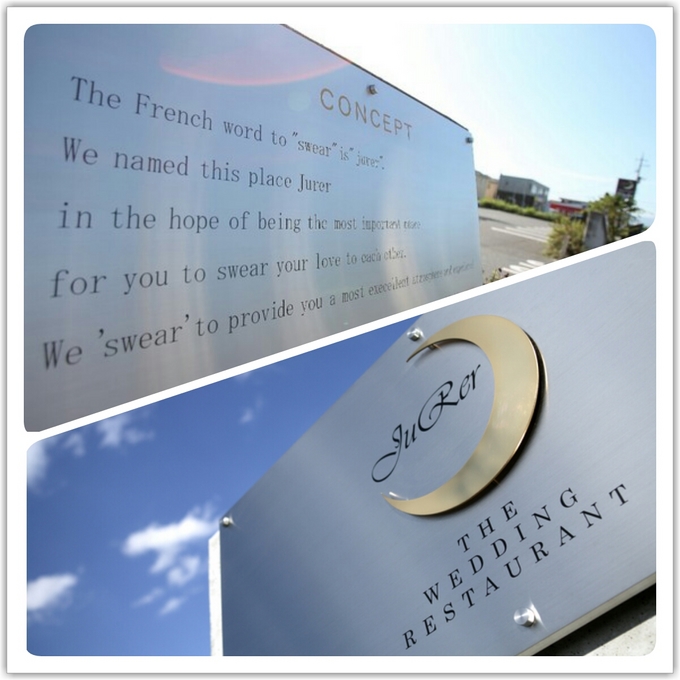 CONCEPT
The French word to "swear" is "jurer".
We named this place Jurer
in the hope of being the most important
for you to swear your love to each other.
We 'swear' to provide you a most
JuRer
THE
WEDDING
RESTAURANT